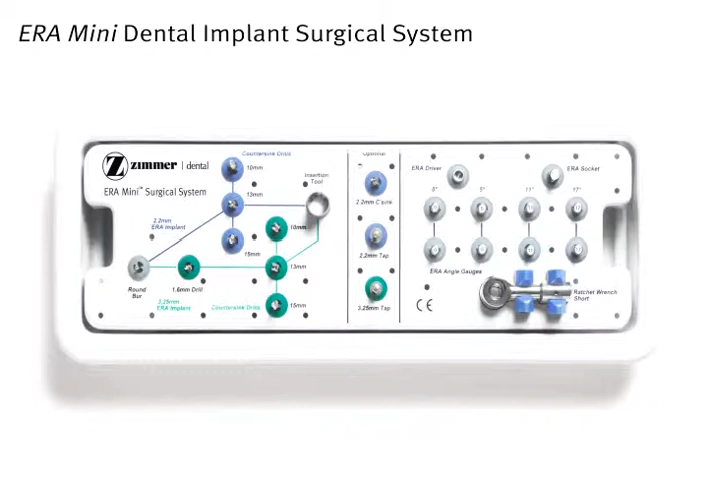 ERA Mini Dental Implant Surgical System
Z zimmer | dental
ERA Mini™ Surgical System
Countersink Drills
10mm
13mm
15mm
Insertion
Tool
2.2mm
ERA Implant
10mm
13mm
15mm
Round
Bur
1.6mm Drill
3.25mm
ERA Implant
Countersink Drills
Optional
2.2mm C'sink
2.2mm Tap
3.25mm Tap
ERA Driver
ERA Socket
0°
5°
11°
17°
ERA Angle Gauges
Ratchet Wrench
Short
CE